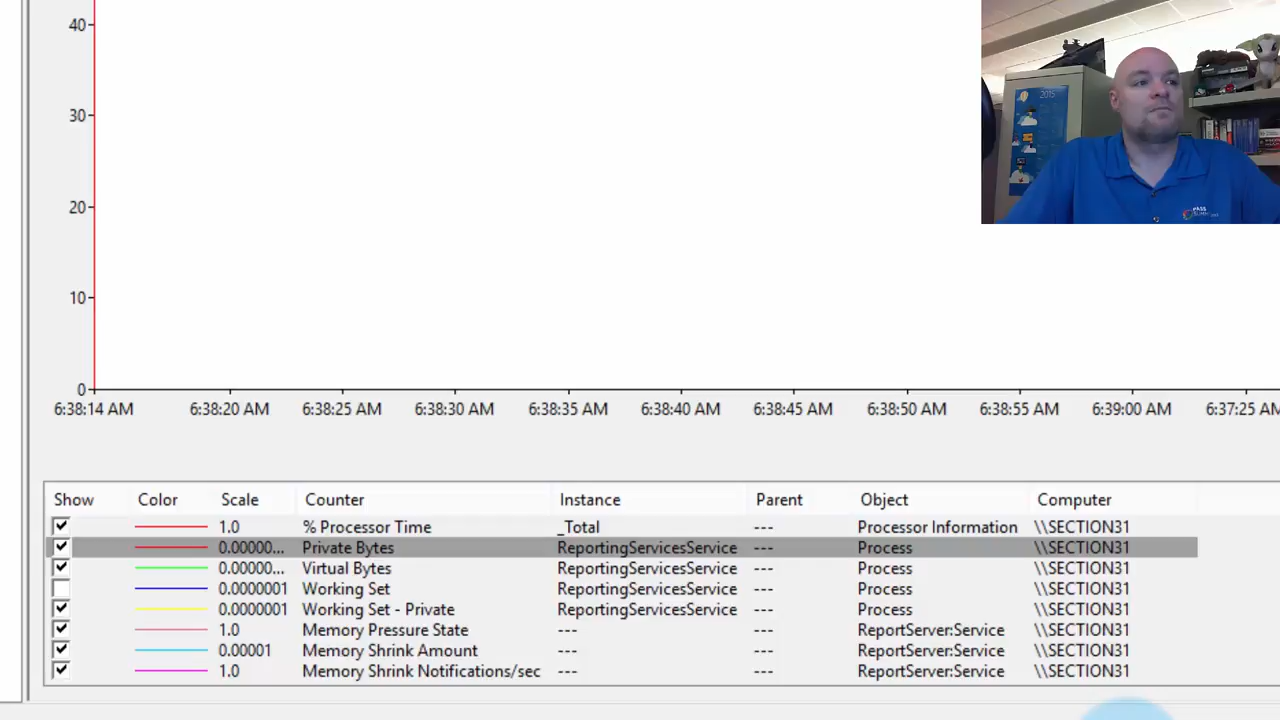 40
2015
30
PASS
20
10
0
6:38:14 AM 6:38:20 AM 6:38:25 AM 6:38:30 AM 6:38:35 AM 6:38:40 AM 6:38:45 AM 6:38:50 AM 6:38:55 AM 6:39:00 AM 6:37:25 AM
Show Color Scale Counter Instance Parent Object Computer
1.0 % Processor Time _Total --- Processor Information \\SECTION31
0.00000... Private Bytes ReportingServicesService --- Process \\SECTION31
0.00000... Virtual Bytes ReportingServicesService --- Process \\SECTION31
0.0000001 Working Set ReportingServicesService --- Process \\SECTION31
0.0000001 Working Set - Private ReportingServicesService --- Process \\SECTION31
1.0 Memory Pressure State --- --- ReportServer:Service \\SECTION31
0.00001 Memory Shrink Amount --- --- ReportServer:Service \\SECTION31
1.0 Memory Shrink Notifications/sec --- --- ReportServer:Service \\SECTION31